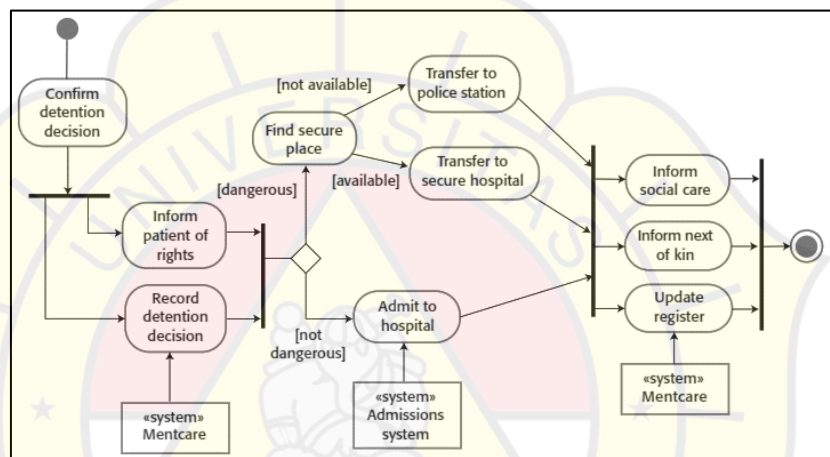 Confirm
detention
decision
Inform
patient of
rights
Record
detention
decision
«system»
Mentcare
[dangerous]
[not
dangerous]
Find secure
place
[not available]
[available]
Transfer to
police station
Transfer to
secure hospital
Admit to
hospital
«system»
Admissions
system
Inform
social care
Inform next
of kin
Update
register
«system»
Mentcare
UNIVERSITAS